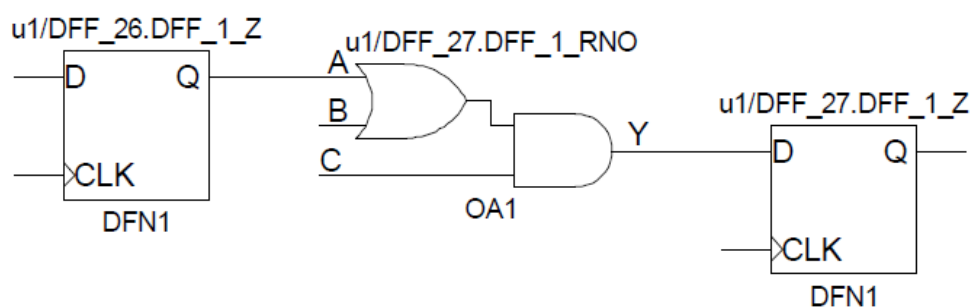 u1/DFF_26.DFF_1_Z
D
Q
CLK
DFN1
u1/DFF_27.DFF_1_RNO
A
B
C
Y
OA1
u1/DFF_27.DFF_1_Z
D
Q
CLK
DFN1